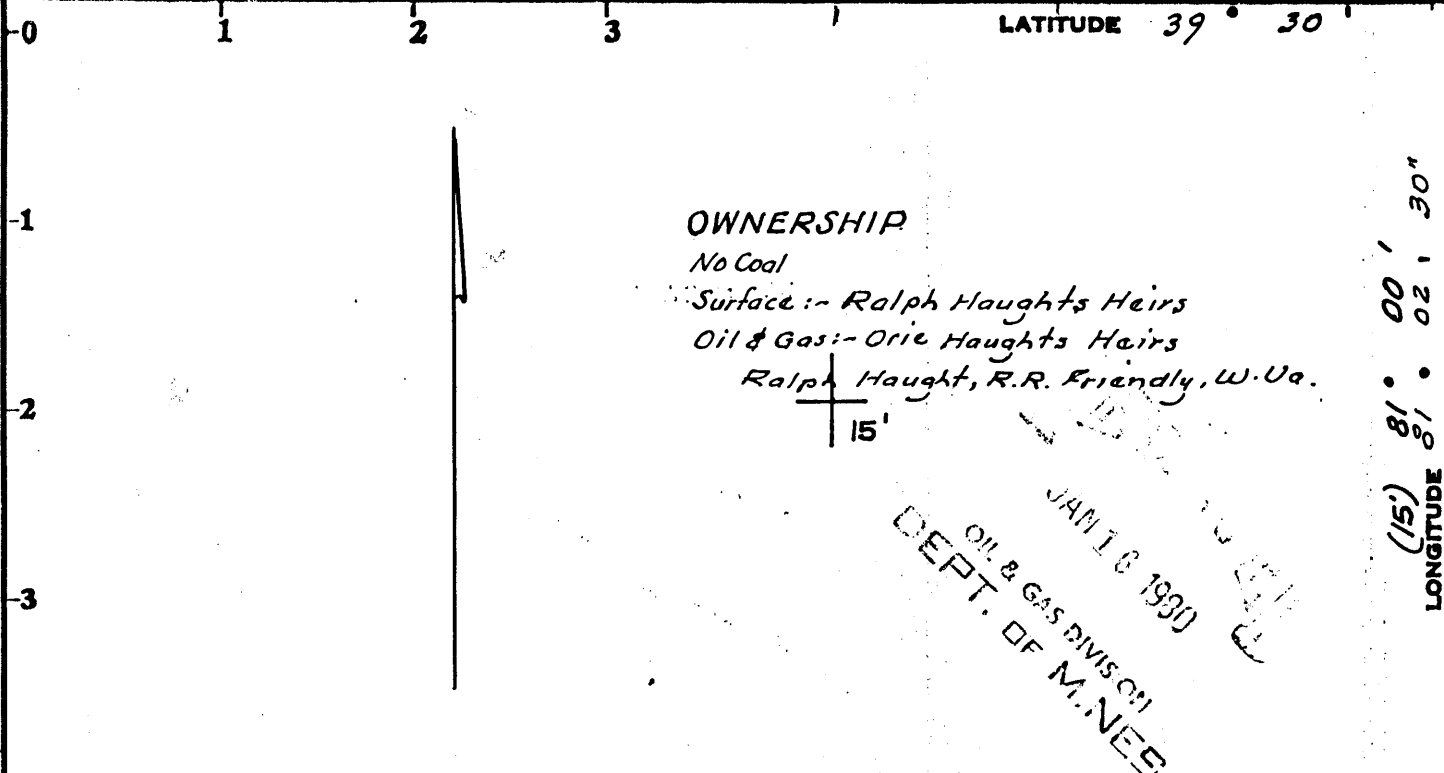 LATITUDE 39° 30'
-0 1 2 3
-1
-2
-3
OWNERSHIP
No Coal
Surface:- Ralph Haughts Heirs
Oil & Gas:- Orie Haughts Heirs
Ralph Haught, R.R. Friendly, W.Va.
15'
JAN 16 1980
OIL & GAS DIVISION
DEPT. OF MINES
(15') 81° 00'
LONGITUDE 81° 02' 30"